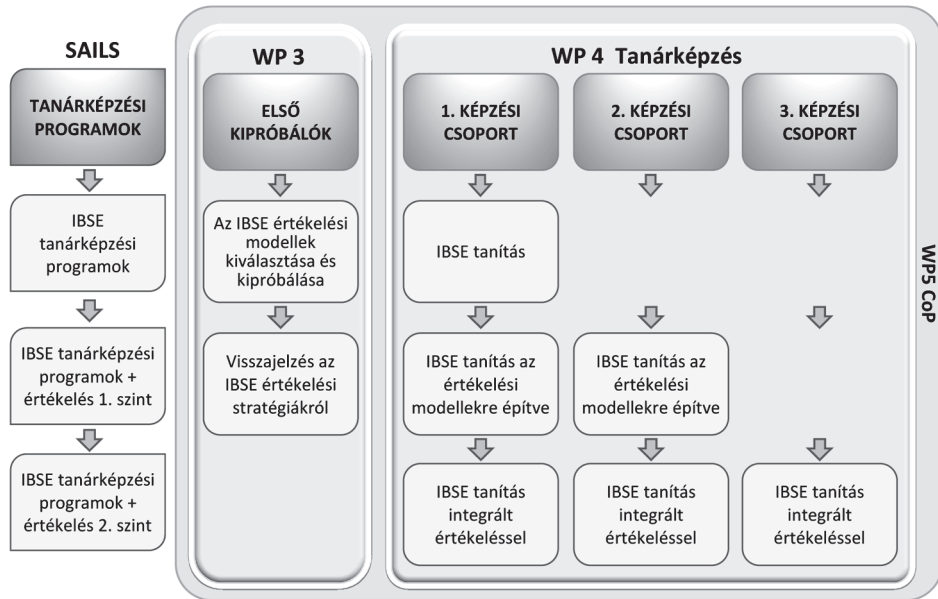 SAILS
TANÁRKÉPZÉSI
PROGRAMOK
IBSE
tanárképzési
programok
IBSE tanárképzési
programok +
értékelés 1. szint
IBSE tanárképzési
programok +
értékelés 2. szint
WP 3
ELSŐ
KIPRÓBÁLÓK
Az IBSE értékelési
modellek
kiválasztása és
kipróbálása
Visszajelzés az
IBSE értékelési
stratégiákról
WP 4 Tanárképzés
1. KÉPZÉSI
CSOPORT
IBSE tanítás
IBSE tanítás az
értékelési
modellekre építve
IBSE tanítás
integrált
értékeléssel
2. KÉPZÉSI
CSOPORT
IBSE tanítás az
értékelési
modellekre építve
IBSE tanítás
integrált
értékeléssel
3. KÉPZÉSI
CSOPORT
IBSE tanítás
integrált
értékeléssel
WP5 CoP